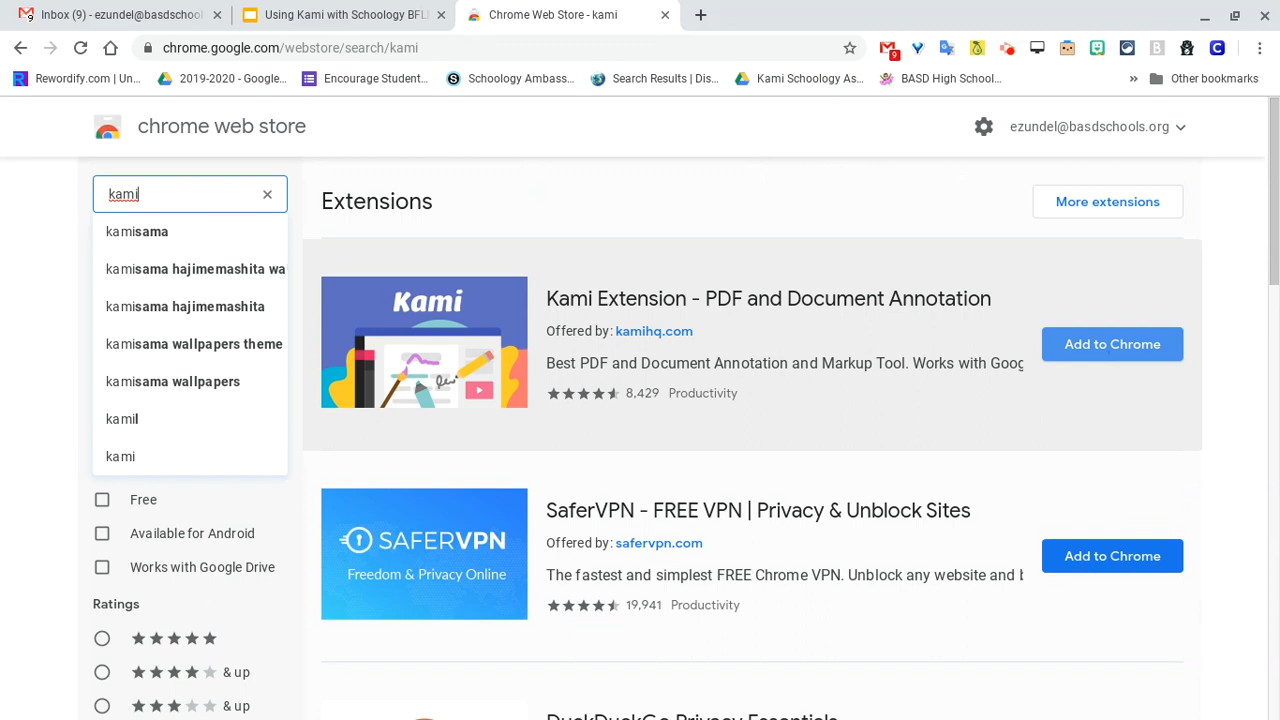 Inbox (9) - ezundel@basdschool
Using Kami with Schoology BFL
Chrome Web Store - kami
chrome.google.com/webstore/search/kami
9
Rewordify.com | Un...
2019-2020 - Google...
Encourage Student...
Schoology Ambass...
Search Results | Dis...
Kami Schoology As...
BASD High School...
Other bookmarks
chrome web store
ezundel@basdschools.org
kami
kamisama
kamisama hajimemashita wa
kamisama hajimemashita
kamisama wallpapers theme
kamisama wallpapers
kamil
kami
Free
Available for Android
Works with Google Drive
Ratings
& up
& up
Extensions
More extensions
Kami
Kami Extension - PDF and Document Annotation
Offered by: kamihq.com
Best PDF and Document Annotation and Markup Tool. Works with Goog
8,429 Productivity
Add to Chrome
SAFERVPN
Freedom & Privacy Online
SaferVPN - FREE VPN | Privacy & Unblock Sites
Offered by: safervpn.com
The fastest and simplest FREE Chrome VPN. Unblock any website and b
19,941 Productivity
Add to Chrome
DuckDuckGo Privacy Essentials